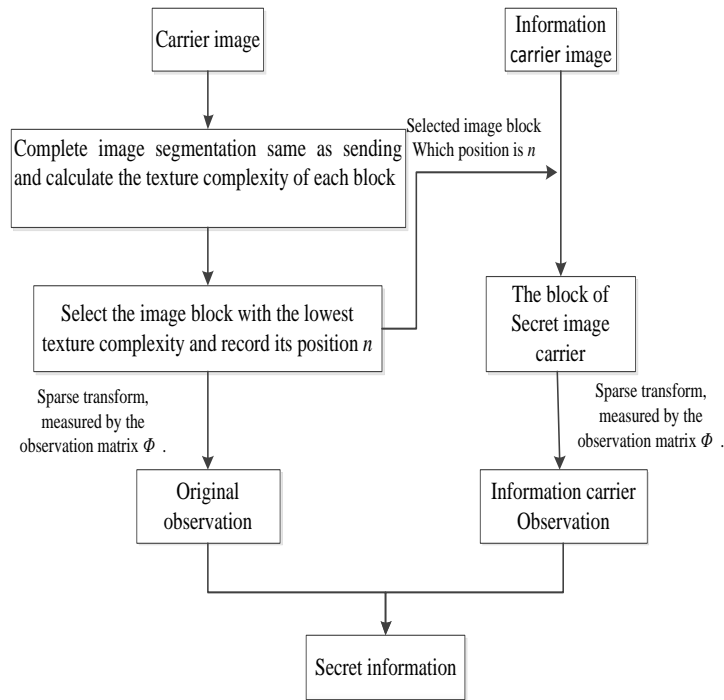 Carrier image
Information
carrier image
Complete image segmentation same as sending
and calculate the texture complexity of each block
Selected image block
Which position is n
Select the image block with the lowest
texture complexity and record its position n
The block of
Secret image
carrier
Sparse transform,
measured by the
observation matrix Φ .
Sparse transform,
measured by the
observation matrix Φ .
Original
observation
Information carrier
Observation
Secret information